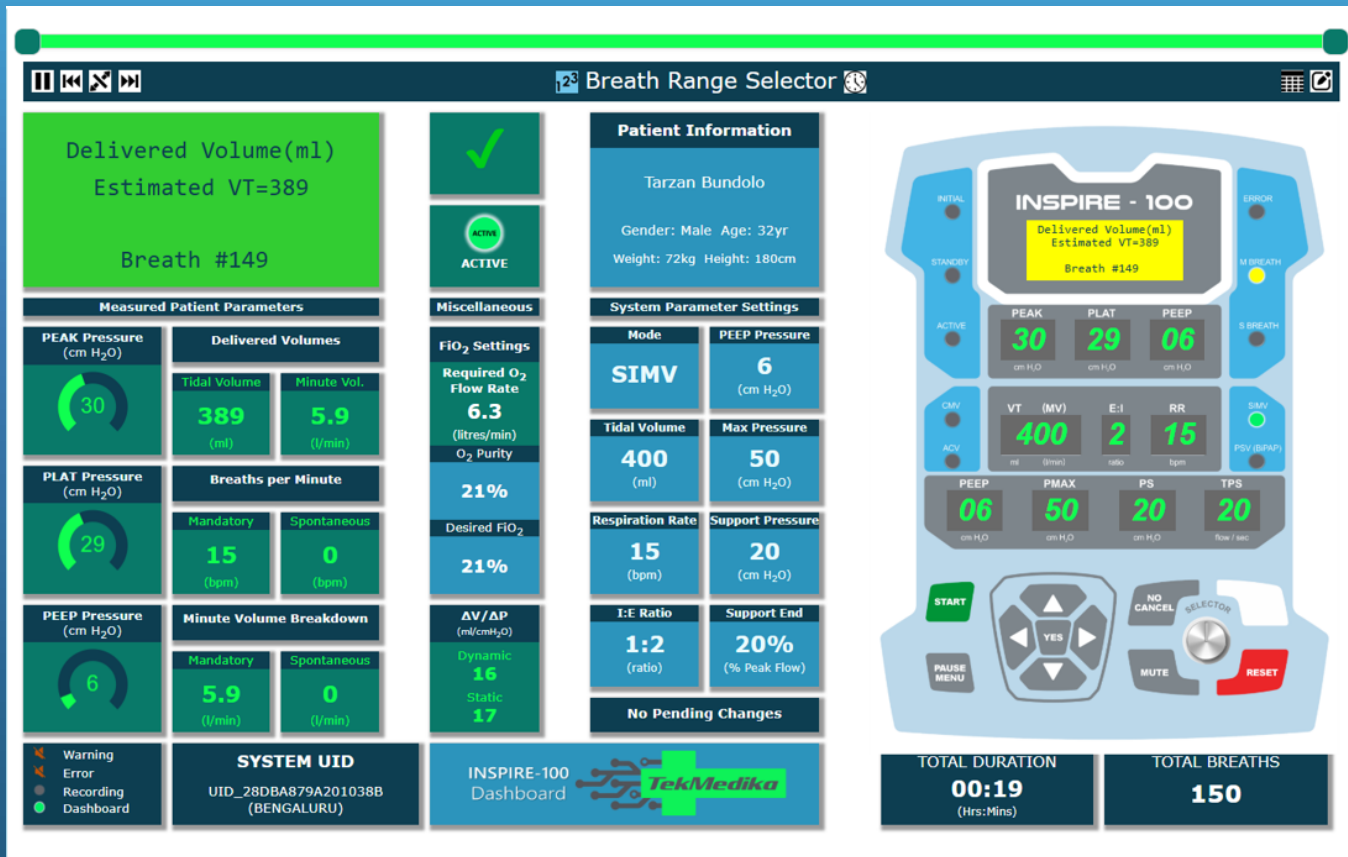 123 Breath Range Selector
Delivered Volume(ml)
Estimated VT=389
Breath #149
ACTIVE
ACTIVE
Patient Information
Tarzan Bundolo
Gender: Male Age: 32yr
Weight: 72kg Height: 180cm
Measured Patient Parameters
PEAK Pressure
(cm H₂O)
30
Delivered Volumes
Tidal Volume
389
(ml)
Minute Vol.
5.9
(l/min)
PLAT Pressure
(cm H₂O)
29
Breaths per Minute
Mandatory
15
(bpm)
Spontaneous
0
(bpm)
PEEP Pressure
(cm H₂O)
6
Minute Volume Breakdown
Mandatory
5.9
(l/min)
Spontaneous
0
(l/min)
Miscellaneous
FiO₂ Settings
Required O₂
Flow Rate
6.3
(litres/min)
O₂ Purity
21%
Desired FiO₂
21%
ΔV/ΔP
(ml/cmH₂O)
Dynamic
16
Static
17
System Parameter Settings
Mode
SIMV
PEEP Pressure
6
(cm H₂O)
Tidal Volume
400
(ml)
Max Pressure
50
(cm H₂O)
Respiration Rate
15
(bpm)
Support Pressure
20
(cm H₂O)
I:E Ratio
1:2
(ratio)
Support End
20%
(% Peak Flow)
No Pending Changes
Warning
Error
Recording
Dashboard
SYSTEM UID
UID_28DBA879A201038B
(BENGALURU)
INSPIRE-100
Dashboard
TekMedika
INITIAL
STANDBY
ACTIVE
INSPIRE - 100
Delivered Volume(ml)
Estimated VT=389
Breath #149
ERROR
M BREATH
S BREATH
PEAK PLAT PEEP
30 29 06
cm H₂O cm H₂O cm H₂O
CMV
ACV
VT (MV) E:I RR
400 2 15
ml (l/min) ratio bpm
SIMV
PSV (BiPAP)
PEEP PMAX PS TPS
06 50 20 20
cm H₂O cm H₂O cm H₂O flow / sec
START
PAUSE
MENU
YES
NO
CANCEL
SELECTOR
MUTE
RESET
TOTAL DURATION
00:19
(Hrs:Mins)
TOTAL BREATHS
150